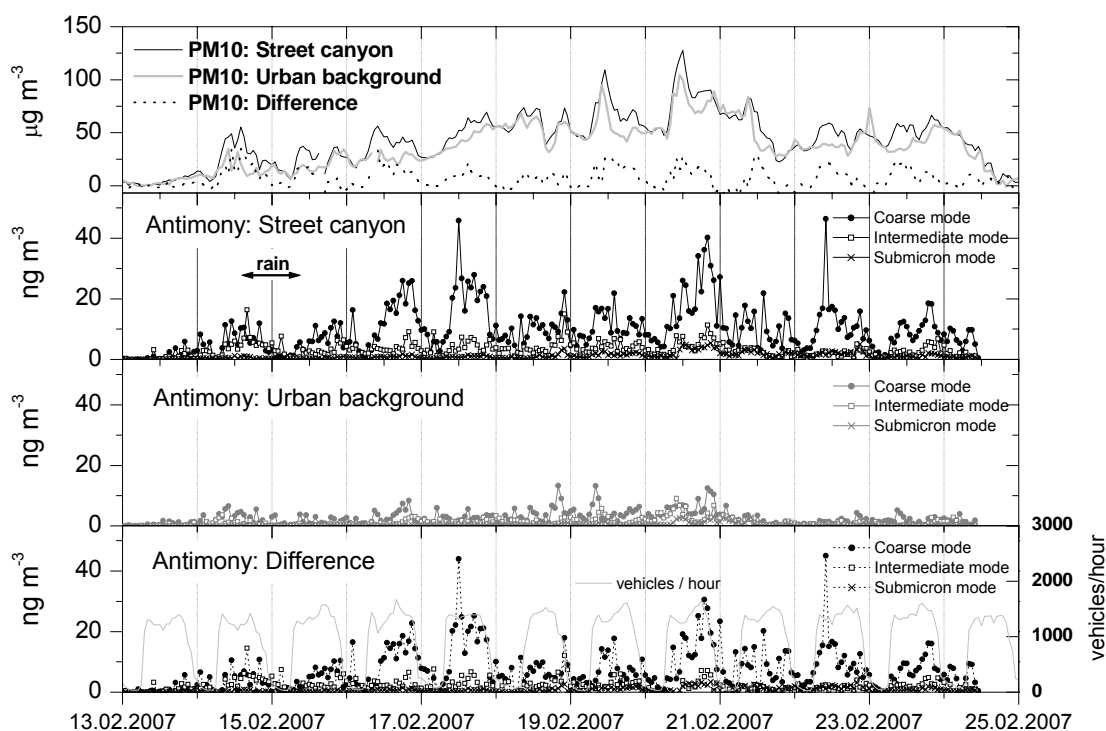 150
100
50
0
μg m-3
PM10: Street canyon
PM10: Urban background
PM10: Difference
40
20
0
ng m-3
Antimony: Street canyon
rain
Coarse mode
Intermediate mode
Submicron mode
40
20
0
ng m-3
Antimony: Urban background
Coarse mode
Intermediate mode
Submicron mode
40
20
0
ng m-3
Antimony: Difference
vehicles / hour
Coarse mode
Intermediate mode
Submicron mode
3000
2000
1000
0
vehicles/hour
13.02.2007 15.02.2007 17.02.2007 19.02.2007 21.02.2007 23.02.2007 25.02.2007